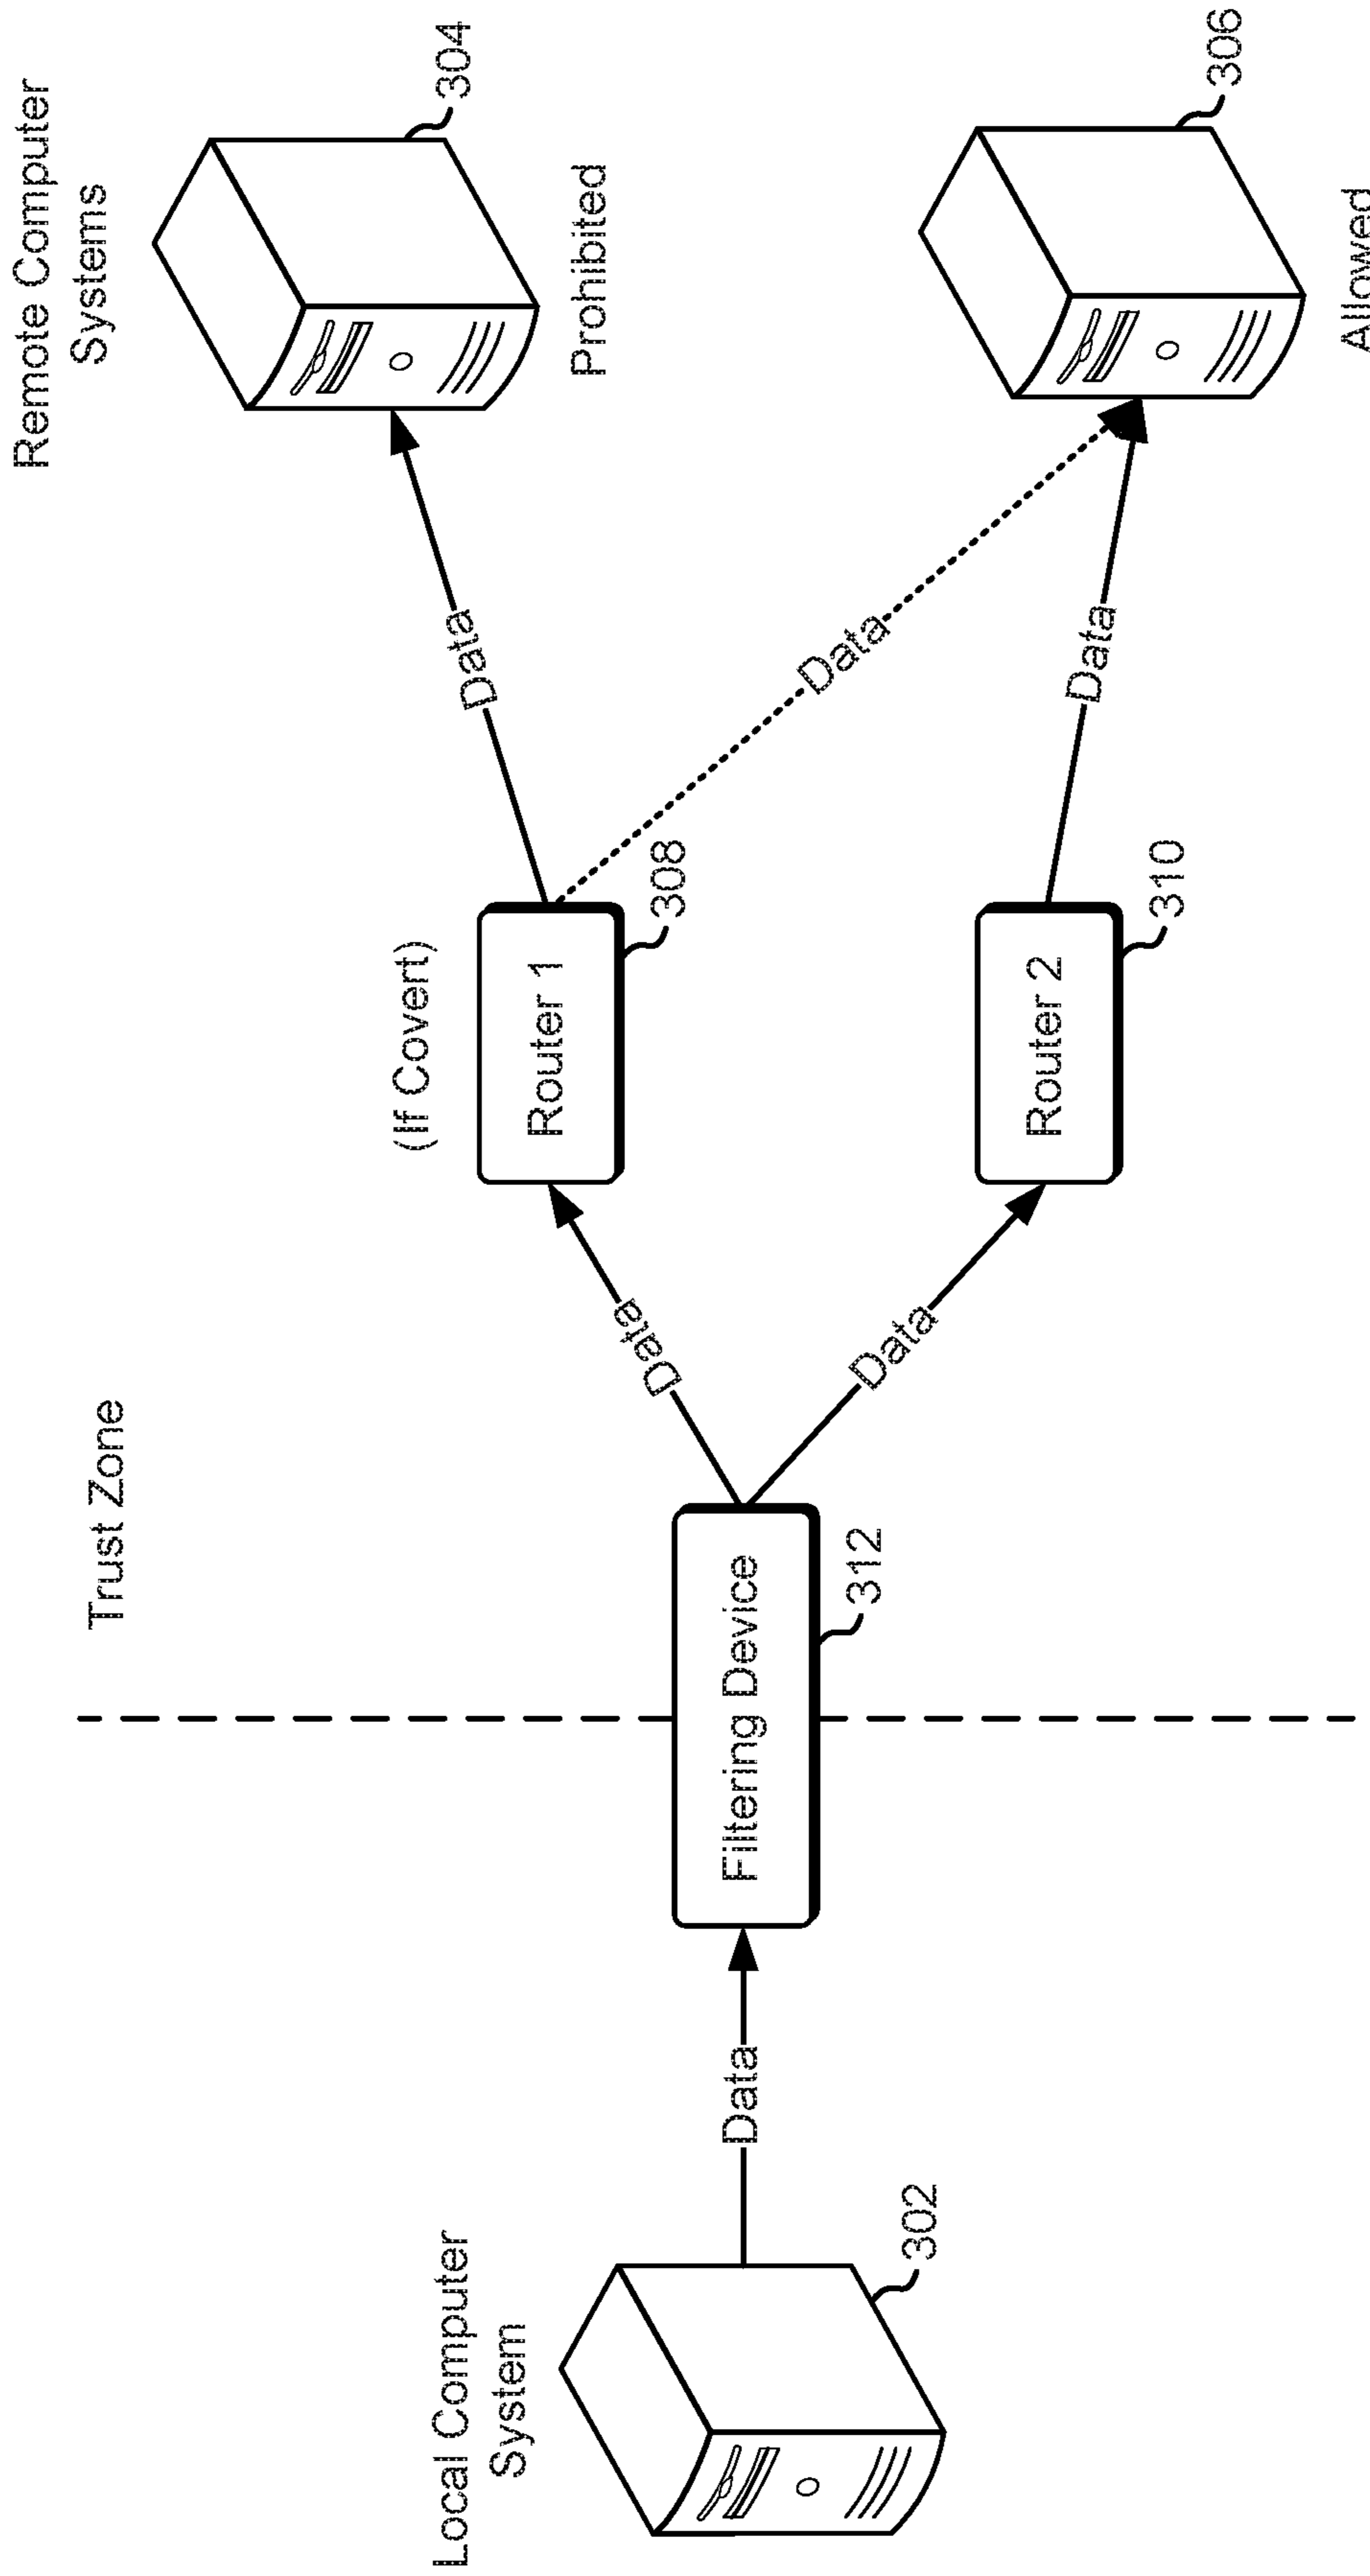 Remote Computer
Systems
304
Prohibited
306
Allowed
Data
Data
Data
(If Covert)
Router 1
308
Router 2
310
Data
Data
Trust Zone
Filtering Device
312
Data
Local Computer
System
302